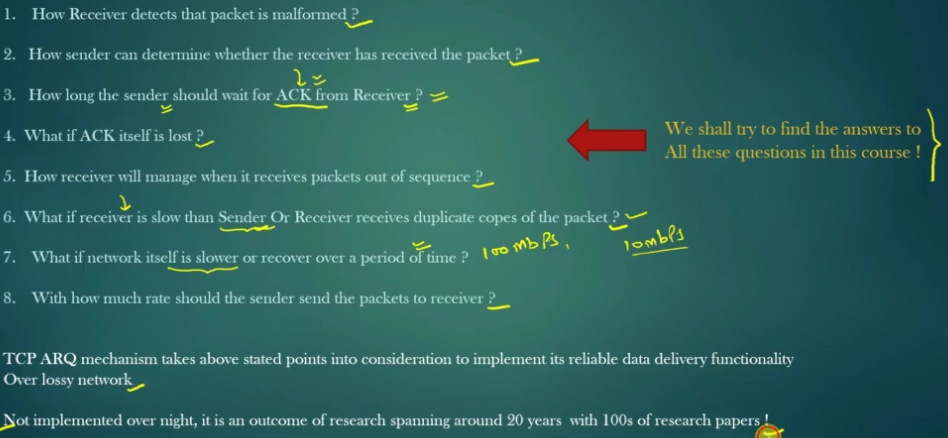 1. How Receiver detects that packet is malformed ?
2. How sender can determine whether the receiver has received the packet ?
3. How long the sender should wait for ACK from Receiver ?
4. What if ACK itself is lost ?
We shall try to find the answers to
All these questions in this course !
5. How receiver will manage when it receives packets out of sequence ?
6. What if receiver is slow than Sender Or Receiver receives duplicate copes of the packet ?
7. What if network itself is slower or recover over a period of time ? 100 mbPs, 10mbPs
8. With how much rate should the sender send the packets to receiver ?
TCP ARQ mechanism takes above stated points into consideration to implement its reliable data delivery functionality
Over lossy network
Not implemented over night, it is an outcome of research spanning around 20 years with 100s of research papers !